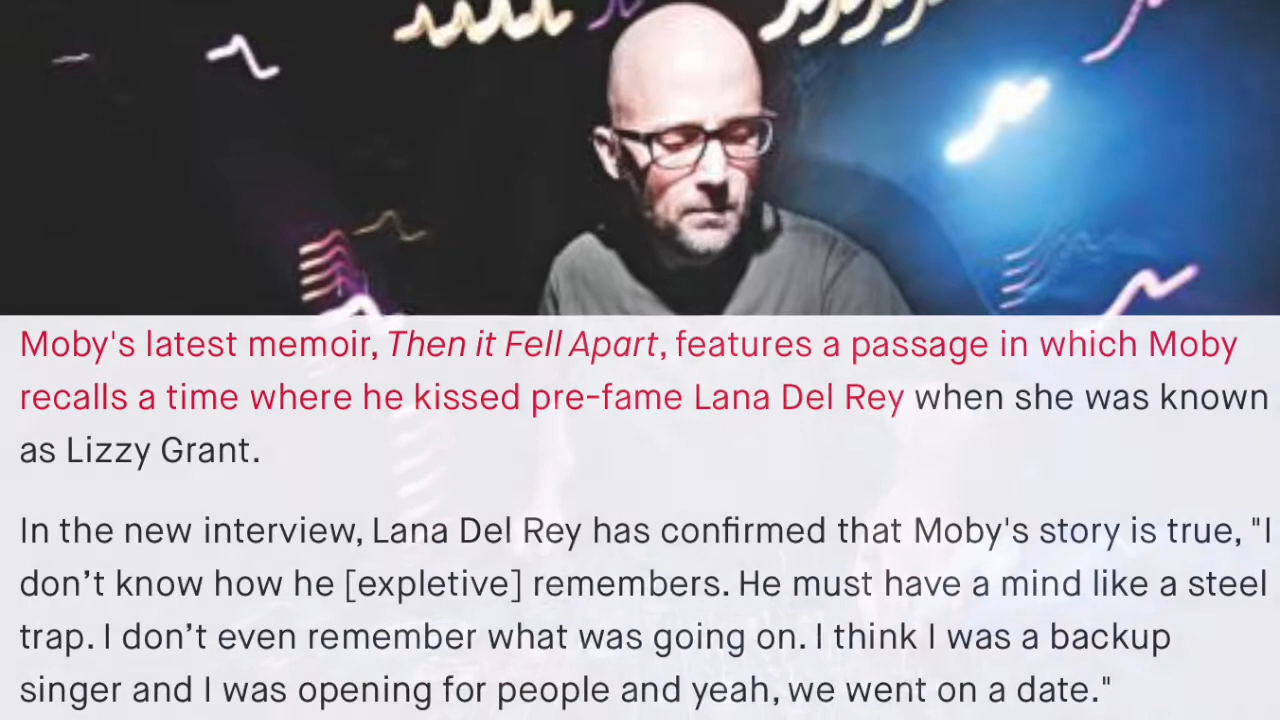 Moby's latest memoir, Then it Fell Apart, features a passage in which Moby
recalls a time where he kissed pre-fame Lana Del Rey when she was known
as Lizzy Grant.
In the new interview, Lana Del Rey has confirmed that Moby's story is true, "I
don’t know how he [expletive] remembers. He must have a mind like a steel
trap. I don’t even remember what was going on. I think I was a backup
singer and I was opening for people and yeah, we went on a date."